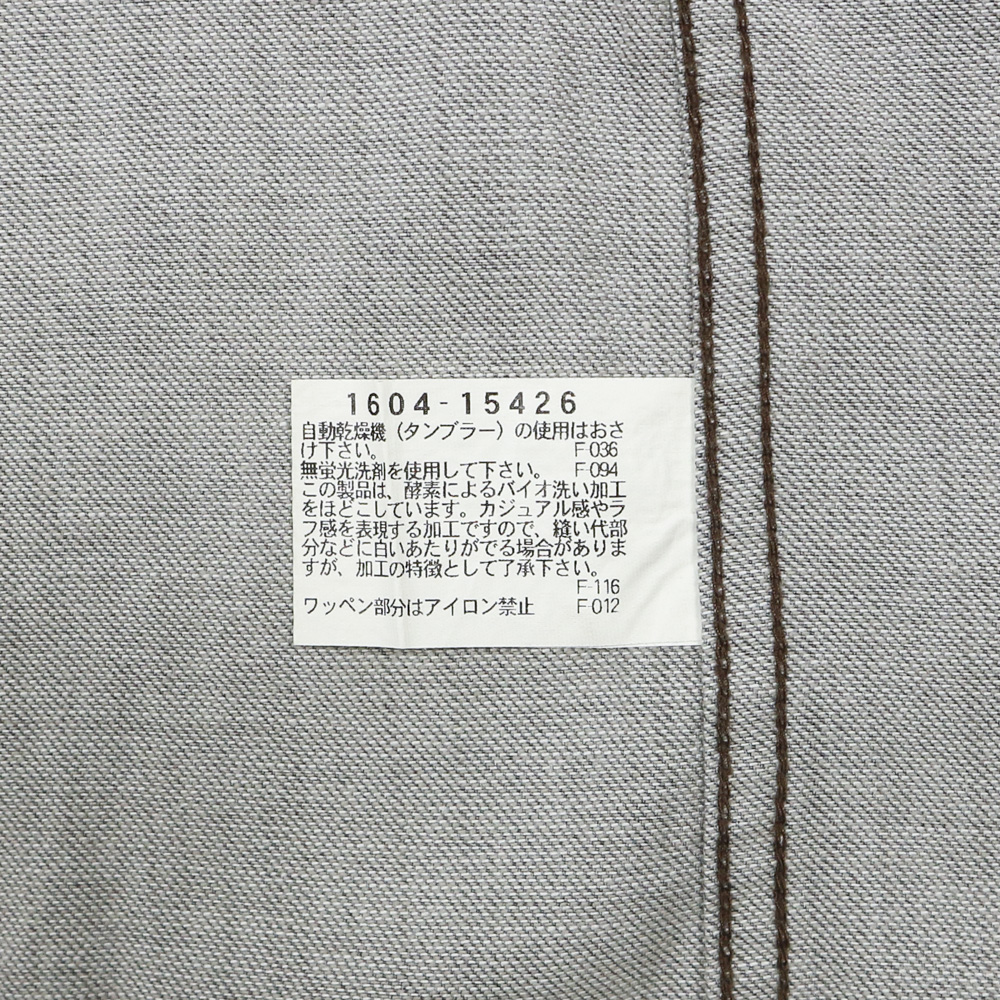 1604-15426
自動乾燥機（タンブラー）の使用はおさ
け下さい。 F-036
無蛍光洗剤を使用して下さい。 F-094
この製品は、酵素によるバイオ洗い加工
をほどこしています。カジュアル感やラ
フ感を表現する加工ですので、縫い代部
分などに白いあたりがでる場合がありま
すが、加工の特徴として了承下さい。
F-116
ワッペン部分はアイロン禁止 F-012